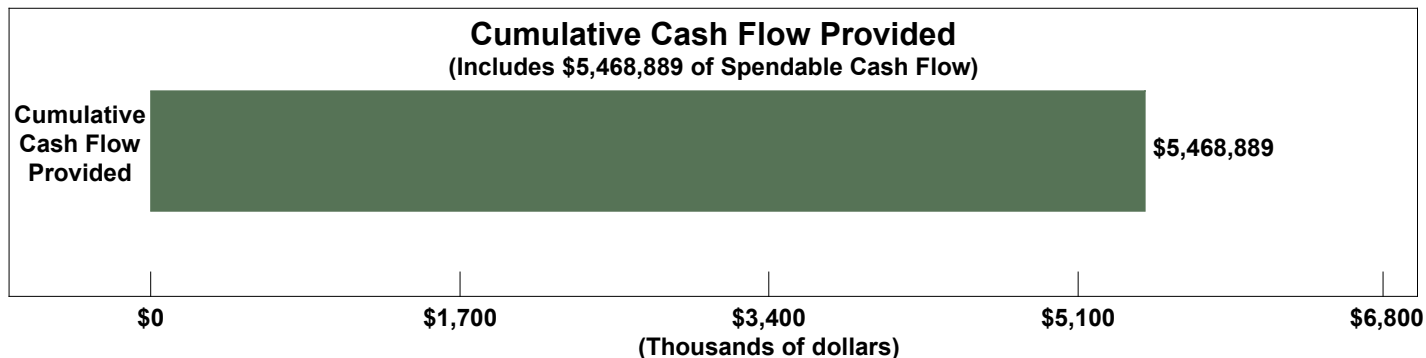 Cumulative Cash Flow Provided
(Includes $5,468,889 of Spendable Cash Flow)
Cumulative
Cash Flow
Provided
$5,468,889
$0 $1,700 $3,400 $5,100 $6,800
(Thousands of dollars)